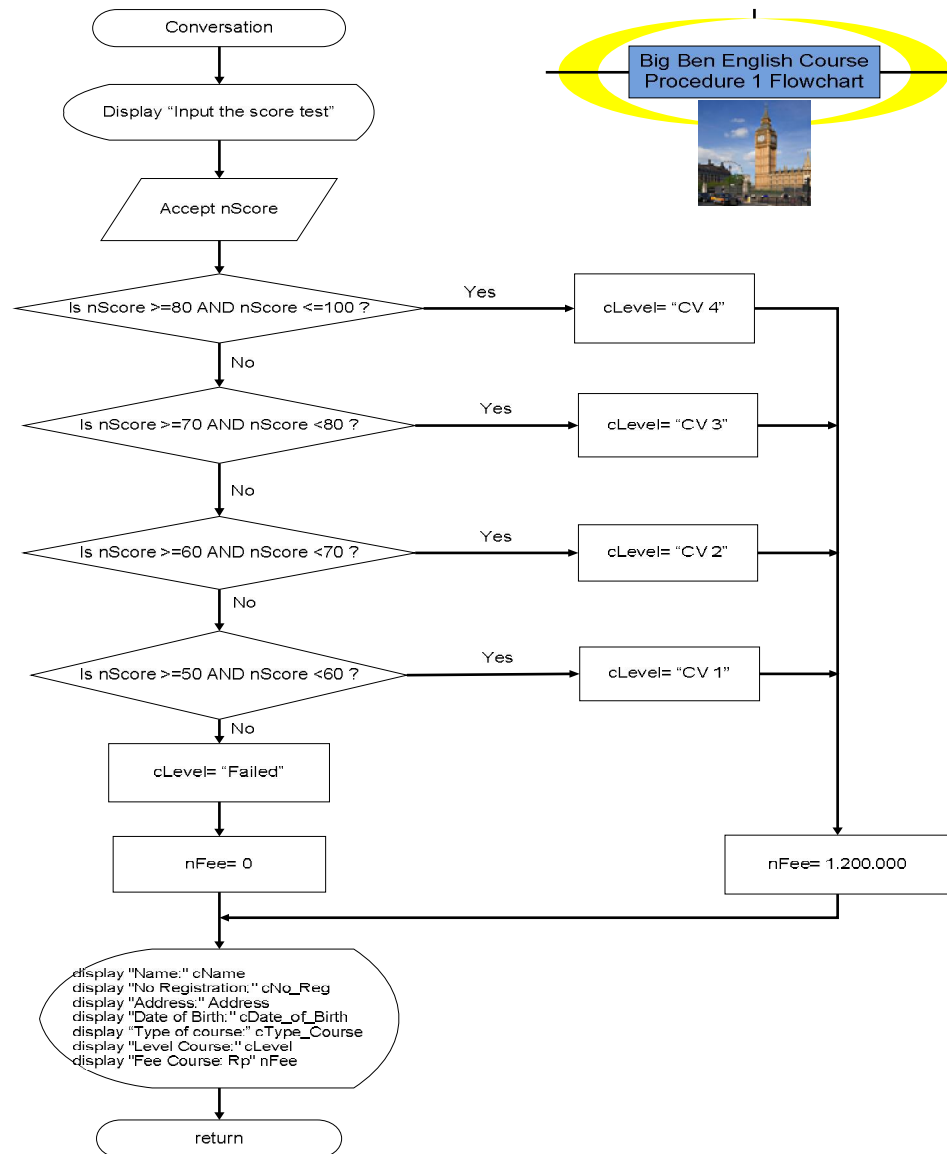 Conversation
Big Ben English Course
Procedure 1 Flowchart
Display “Input the score test”
Accept nScore
Is nScore >=80 AND nScore <=100 ?
Yes
cLevel= “CV 4”
No
Is nScore >=70 AND nScore <80 ?
Yes
cLevel= “CV 3”
No
Is nScore >=60 AND nScore <70 ?
Yes
cLevel= “CV 2”
No
Is nScore >=50 AND nScore <60 ?
Yes
cLevel= “CV 1”
No
cLevel= “Failed”
nFee= 0
nFee= 1.200.000
display "Name:" cName
display "No Registration:" cNo_Reg
display "Address:" Address
display "Date of Birth:" cDate_of_Birth
display “Type of course:” cType_Course
display "Level Course:" cLevel
display "Fee Course: Rp" nFee
return